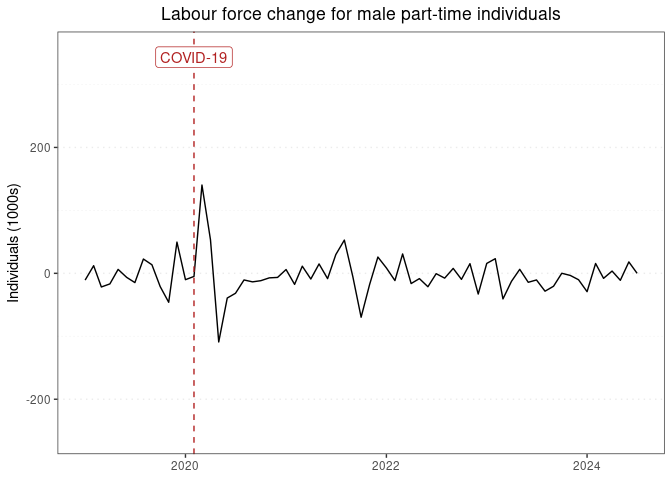 Labour force change for male part-time individuals
COVID-19
Individuals (1000s)
200
0
-200
2020
2022
2024